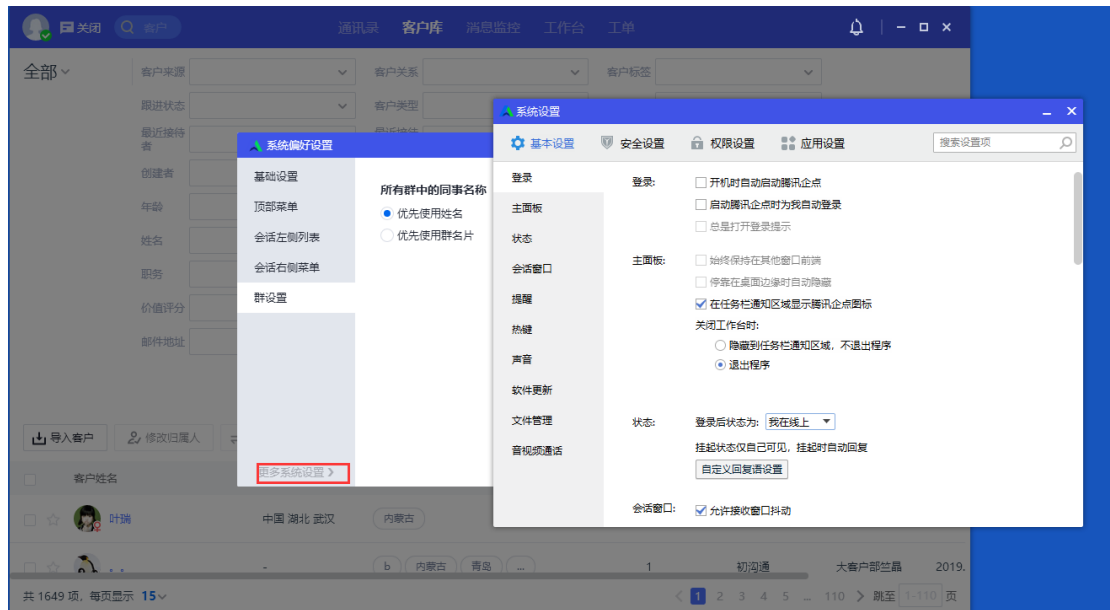 关闭 客户 通讯录 客户库 消息监控 工作台 工单
全部 客户来源 客户关系 客户标签
跟进状态 客户类型
最近接待者
创建者
年龄
姓名
职务
价值评分
邮件地址
导入客户 修改归属人
客户姓名
叶瑞 中国 湖北 武汉 内蒙古
- b 内蒙古 青岛 ... 1 初沟通 大客户部竺晶 2019.
共 1649 项, 每页显示 15 1 2 3 4 5 ... 110 跳至 1-110 页
系统偏好设置
基础设置
顶部菜单
会话左侧列表
会话右侧菜单
群设置
更多系统设置
所有群中的同事名称
优先使用姓名
优先使用群名片
系统设置
基本设置 安全设置 权限设置 应用设置 搜索设置项
登录
主面板
状态
会话窗口
提醒
热键
声音
软件更新
文件管理
音视频通话
登录: 开机时自动启动腾讯企点
启动腾讯企点时为我自动登录
总是打开登录提示
主面板: 始终保持在其他窗口前端
停靠在桌面边缘时自动隐藏
在任务栏通知区域显示腾讯企点图标
关闭工作台时:
隐藏到任务栏通知区域, 不退出程序
退出程序
状态: 登录后状态为: 我在线上
挂起状态仅自己可见, 挂起时自动回复
自定义回复语设置
会话窗口: 允许接收窗口抖动